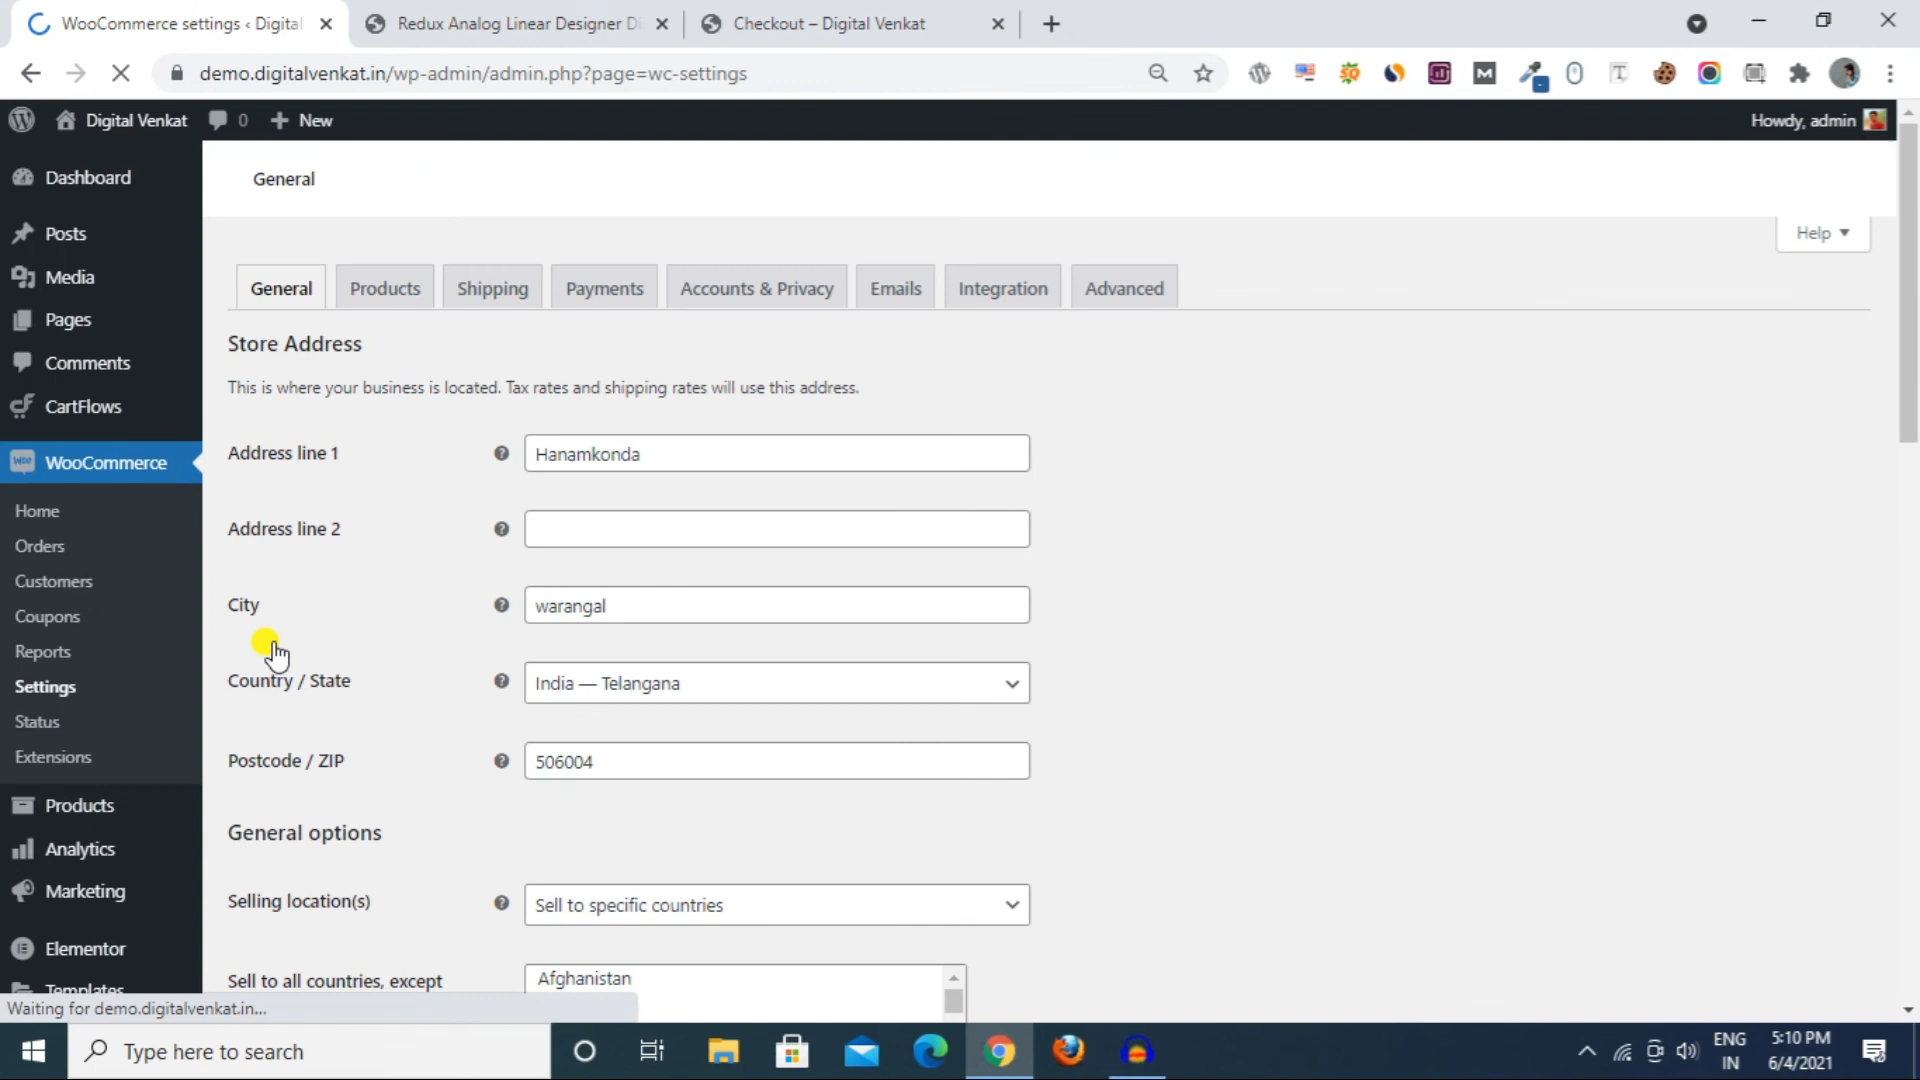 WooCommerce settings ‹ Digital
Redux Analog Linear Designer Di
Checkout – Digital Venkat
demo.digitalvenkat.in/wp-admin/admin.php?page=wc-settings
Digital Venkat
0
New
Howdy, admin
Dashboard
Posts
Media
Pages
Comments
CartFlows
WooCommerce
Home
Orders
Customers
Coupons
Reports
Settings
Status
Extensions
Products
Analytics
Marketing
Elementor
Templates
General
Help
General
Products
Shipping
Payments
Accounts & Privacy
Emails
Integration
Advanced
Store Address
This is where your business is located. Tax rates and shipping rates will use this address.
Address line 1
Hanamkonda
Address line 2
City
warangal
Country / State
India — Telangana
Postcode / ZIP
506004
General options
Selling location(s)
Sell to specific countries
Sell to all countries, except
Afghanistan
Waiting for demo.digitalvenkat.in...
Type here to search
ENG
IN
5:10 PM
6/4/2021